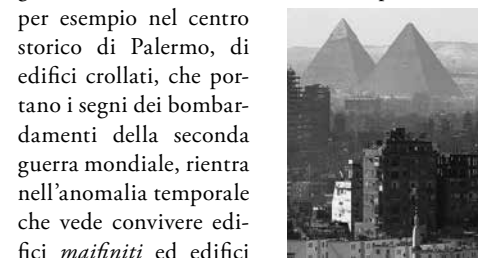 per esempio nel centro
storico di Palermo, di
edifici crollati, che por-
tano i segni dei bombar-
damenti della seconda
guerra mondiale, rientra
nell'anomalia temporale
che vede convivere edi-
fici maifiniti ed edifici